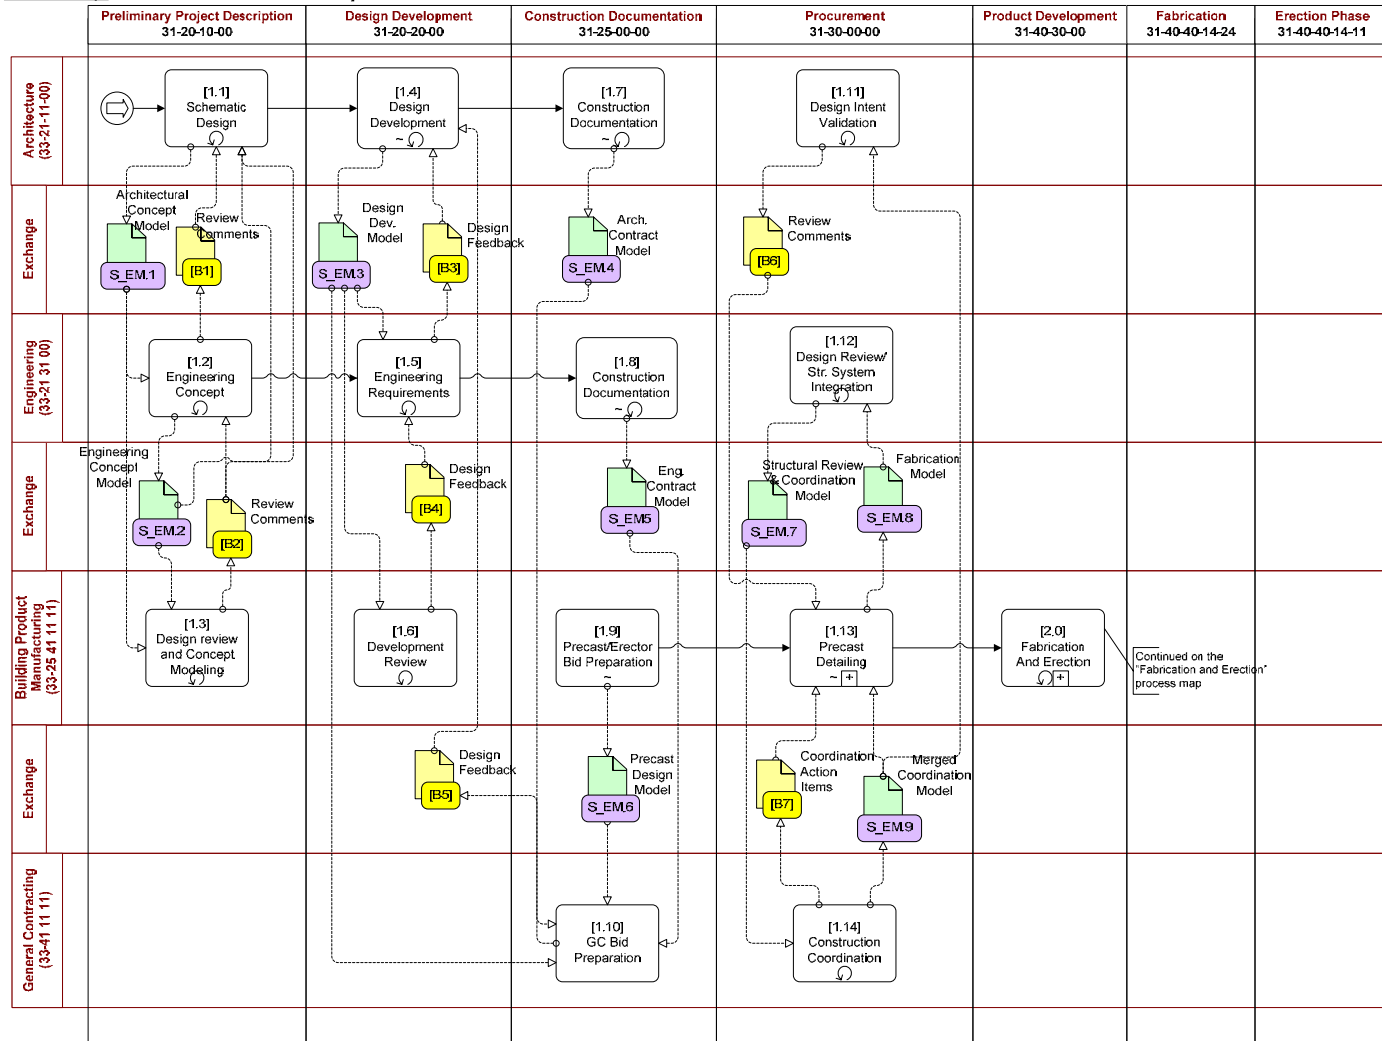 Preliminary Project Description
31-20-10-00
Design Development
31-20-20-00
Construction Documentation
31-25-00-00
Procurement
31-30-00-00
Product Development
31-40-30-00
Fabrication
31-40-40-14-24
Erection Phase
31-40-40-14-11
Architecture
(33-21-11-00)
[1.1]
Schematic
Design
[1.4]
Design
Development
~
[1.7]
Construction
Documentation
~
[1.11]
Design Intent
Validation
Exchange
Architectural
Concept
Model
S_EM.1
Review
Comments
[B1]
Design
Dev.
Model
S_EM.3
Design
Feedback
[B3]
Arch.
Contract
Model
S_EM.4
Review
Comments
[B6]
Engineering
(33-21 31 00)
[1.2]
Engineering
Concept
[1.5]
Engineering
Requirements
[1.8]
Construction
Documentation
~
[1.12]
Design Review/
Str. System
Integration
Exchange
Engineering
Concept
Model
S_EM.2
Review
Comments
[B2]
Design
Feedback
[B4]
Eng.
Contract
Model
S_EM5
Structural Review
& Coordination
Model
S_EM.7
Fabrication
Model
S_EM.8
Building Product
Manufacturing
(33-25 41 11 11)
[1.3]
Design review
and Concept
Modeling
[1.6]
Development
Review
[1.9]
Precast/Erector
Bid Preparation
~
[1.13]
Precast
Detailing
~ +
[2.0]
Fabrication
And Erection
+
Continued on the
"Fabrication and Erection"
process map
Exchange
Design
Feedback
[B5]
Precast
Design
Model
S_EM.6
Coordination
Action
Items
[B7]
Merged
Coordination
Model
S_EM.9
General Contracting
(33-41 11 11)
[1.10]
GC Bid
Preparation
[1.14]
Construction
Coordination